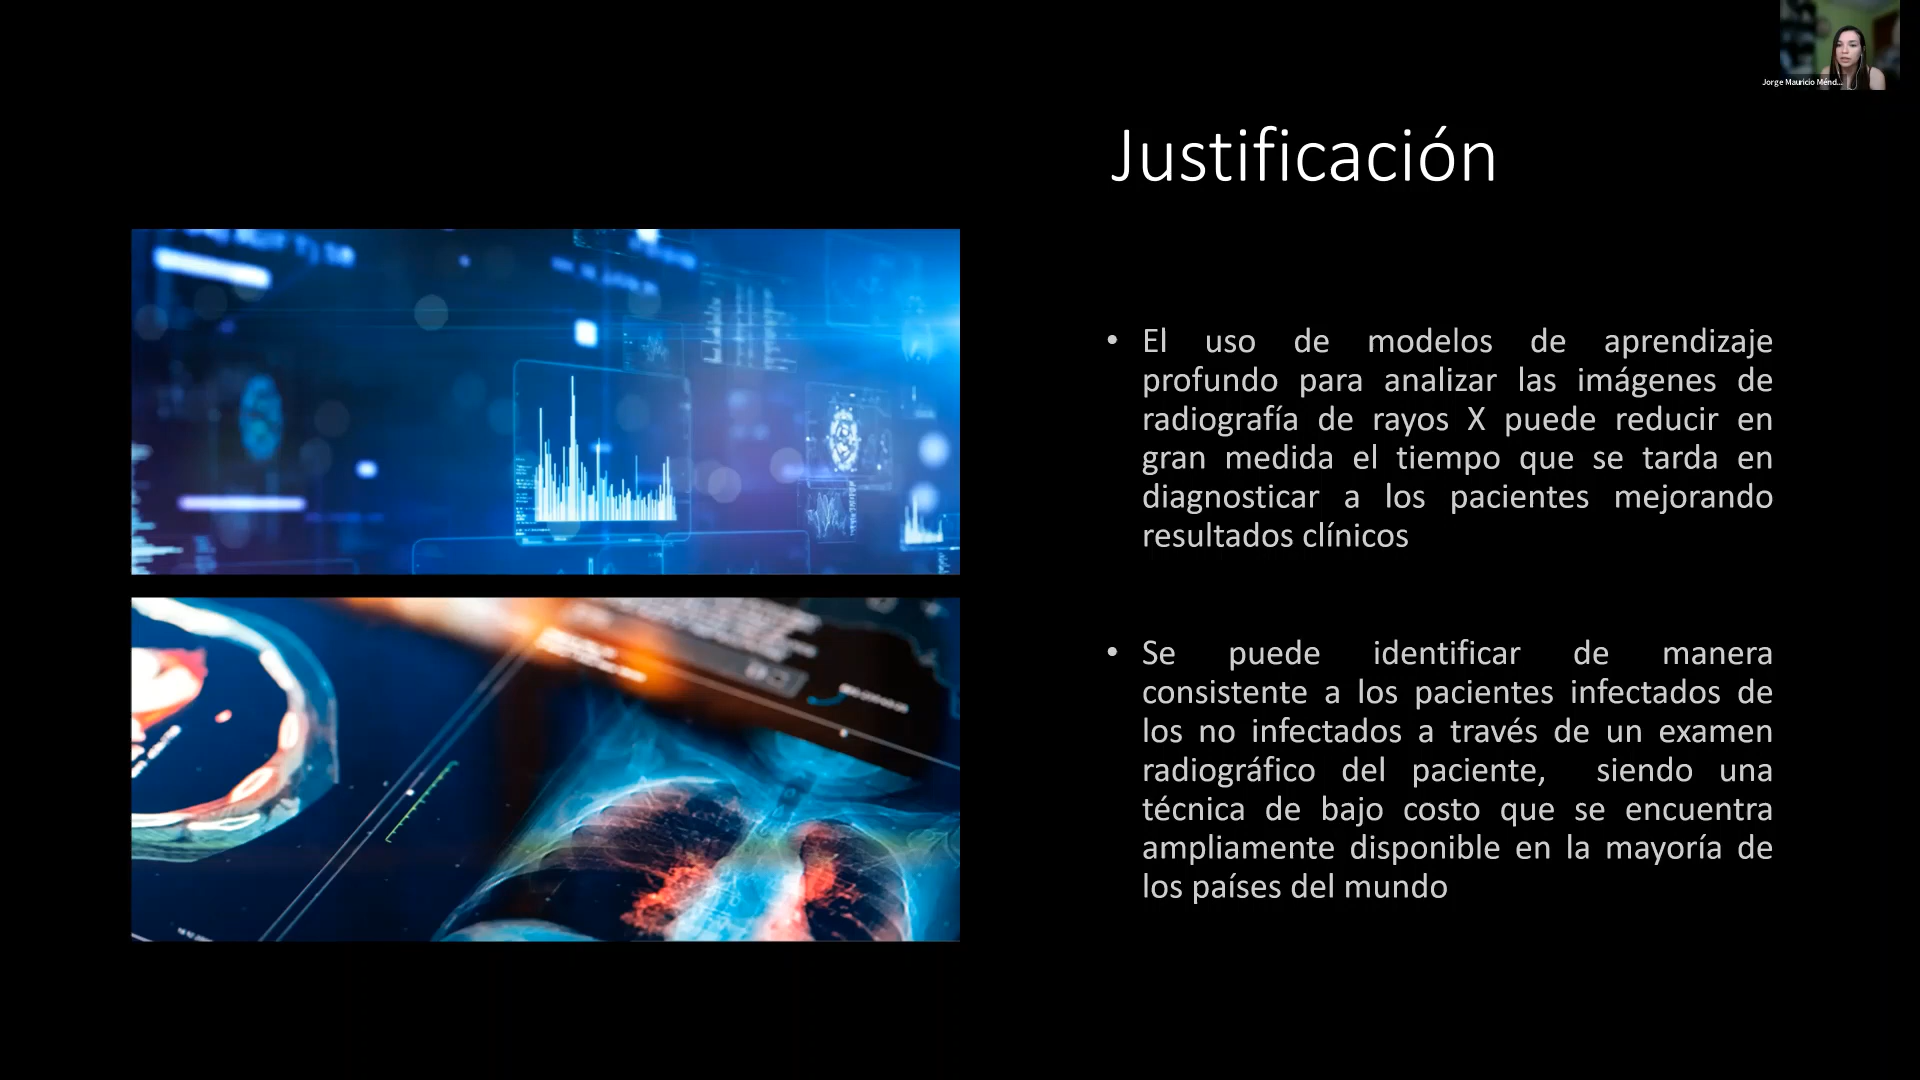 Jorge Mauricio Ménd...
Justificación
• El uso de modelos de aprendizaje
profundo para analizar las imágenes de
radiografía de rayos X puede reducir en
gran medida el tiempo que se tarda en
diagnosticar a los pacientes mejorando
resultados clínicos
• Se puede identificar de manera
consistente a los pacientes infectados de
los no infectados a través de un examen
radiográfico del paciente, siendo una
técnica de bajo costo que se encuentra
ampliamente disponible en la mayoría de
los países del mundo